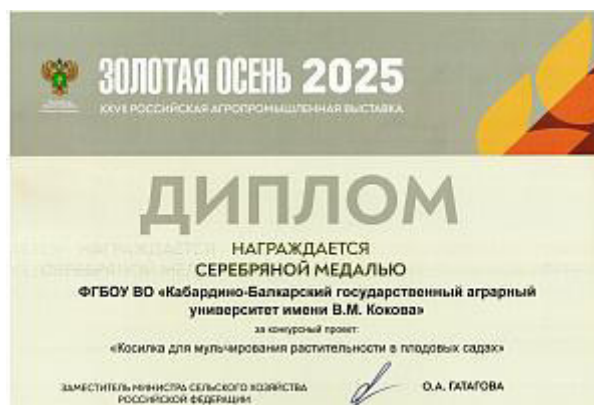 ЗОЛОТАЯ ОСЕНЬ 2025
XXVII РОССИЙСКАЯ АГРОПРОМЫШЛЕННАЯ ВЫСТАВКА
ДИПЛОМ
НАГРАЖДАЕТСЯ
СЕРЕБРЯНОЙ МЕДАЛЬЮ
ФГБОУ ВО «Кабардино-Балкарский государственный аграрный
университет имени В.М. Кокова»
за конкурсный проект:
«Косилка для мульчирования растительности в плодовых садах»
ЗАМЕСТИТЕЛЬ МИНИСТРА СЕЛЬСКОГО ХОЗЯЙСТВА
РОССИЙСКОЙ ФЕДЕРАЦИИ
О.А. ГАТАГОВА